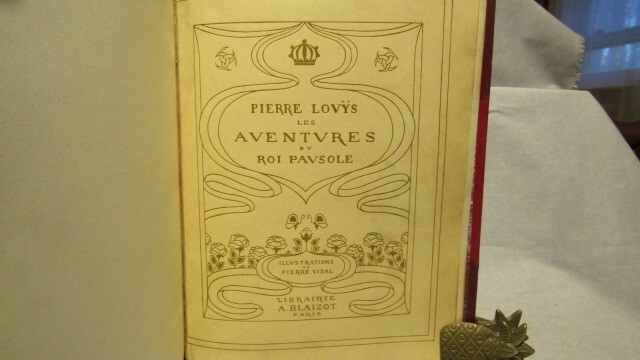 PIERRE LOVŸS
LES
AVENTVRES
DV
ROI PAVSOLE
ILLUSTRATIONS
DE
PIERRE VIDAL
LIBRAIRIE
A. BLAIZOT
PARIS